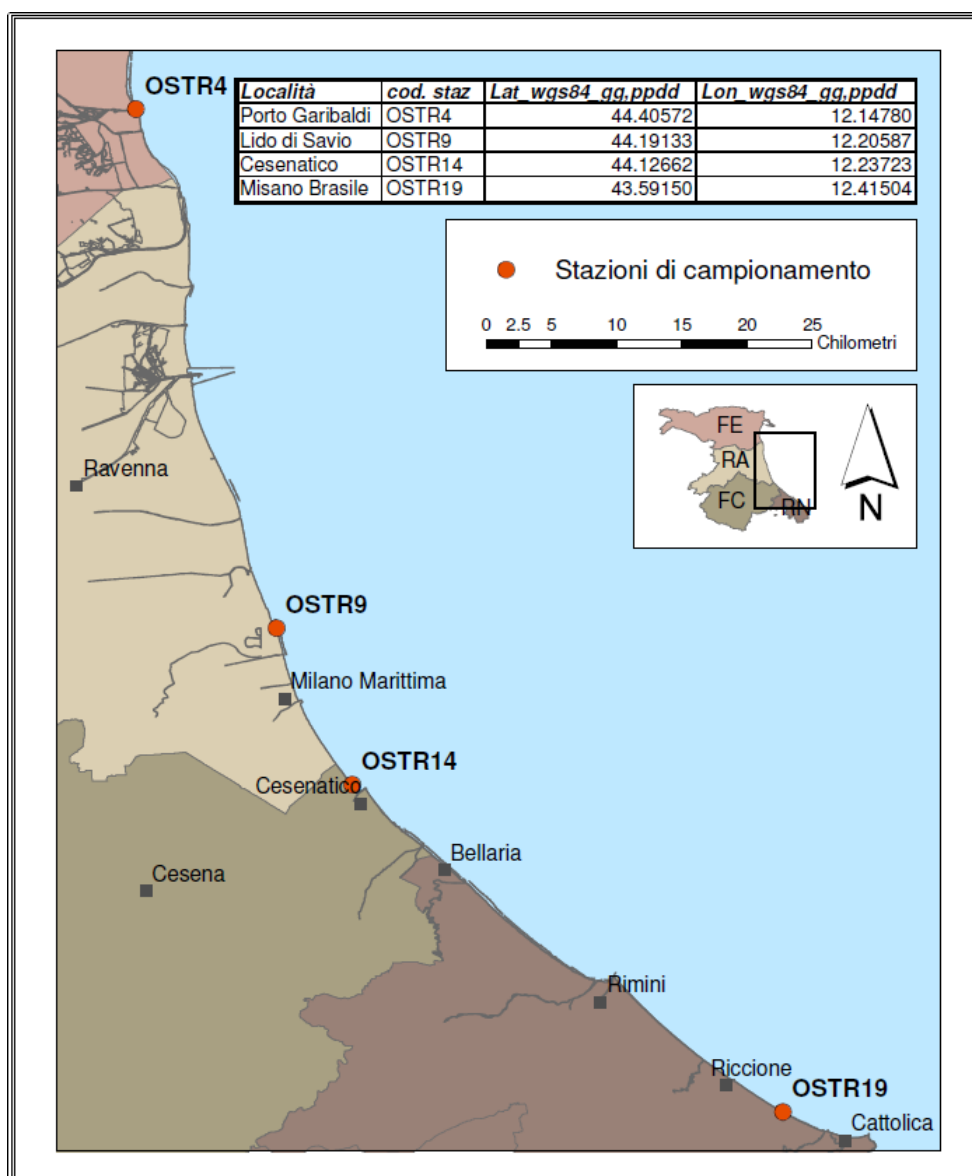 OSTR4
Località cod. staz Lat_wgs84_gg,ppdd Lon_wgs84_gg,ppdd
Porto Garibaldi OSTR4 44.40572 12.14780
Lido di Savio OSTR9 44.19133 12.20587
Cesenatico OSTR14 44.12662 12.23723
Misano Brasile OSTR19 43.59150 12.41504
Stazioni di campionamento
0 2.5 5 10 15 20 25
Chilometri
FE
RA
FC
RN
N
Ravenna
OSTR9
Milano Marittima
OSTR14
Cesenatico
Bellaria
Cesena
Rimini
Riccione
OSTR19
Cattolica